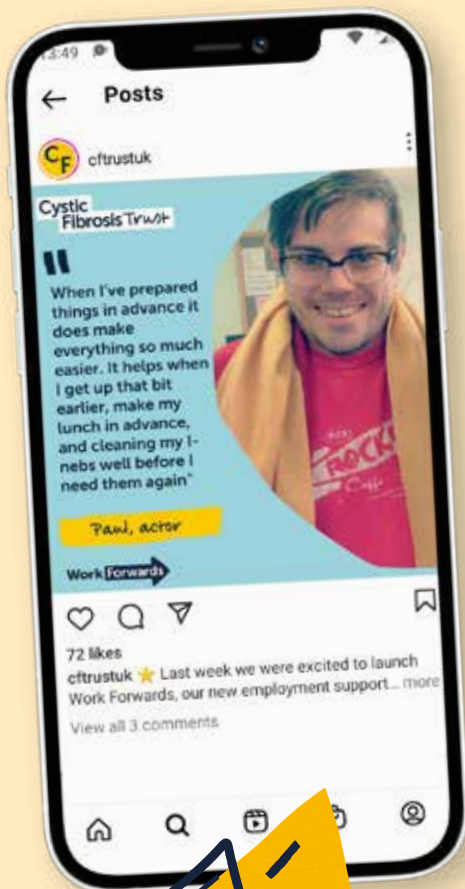 13:49
Posts
CF
cftrustuk
Cystic
Fibrosis Trust
"
When I've prepared
things in advance it
does make
everything so much
easier. It helps when
I get up that bit
earlier, make my
lunch in advance,
and cleaning my I-
nebs well before I
need them again"
Paul, actor
Work Forwards
72 likes
cftrustuk ⭐ Last week we were excited to launch
Work Forwards, our new employment support... more
View all 3 comments